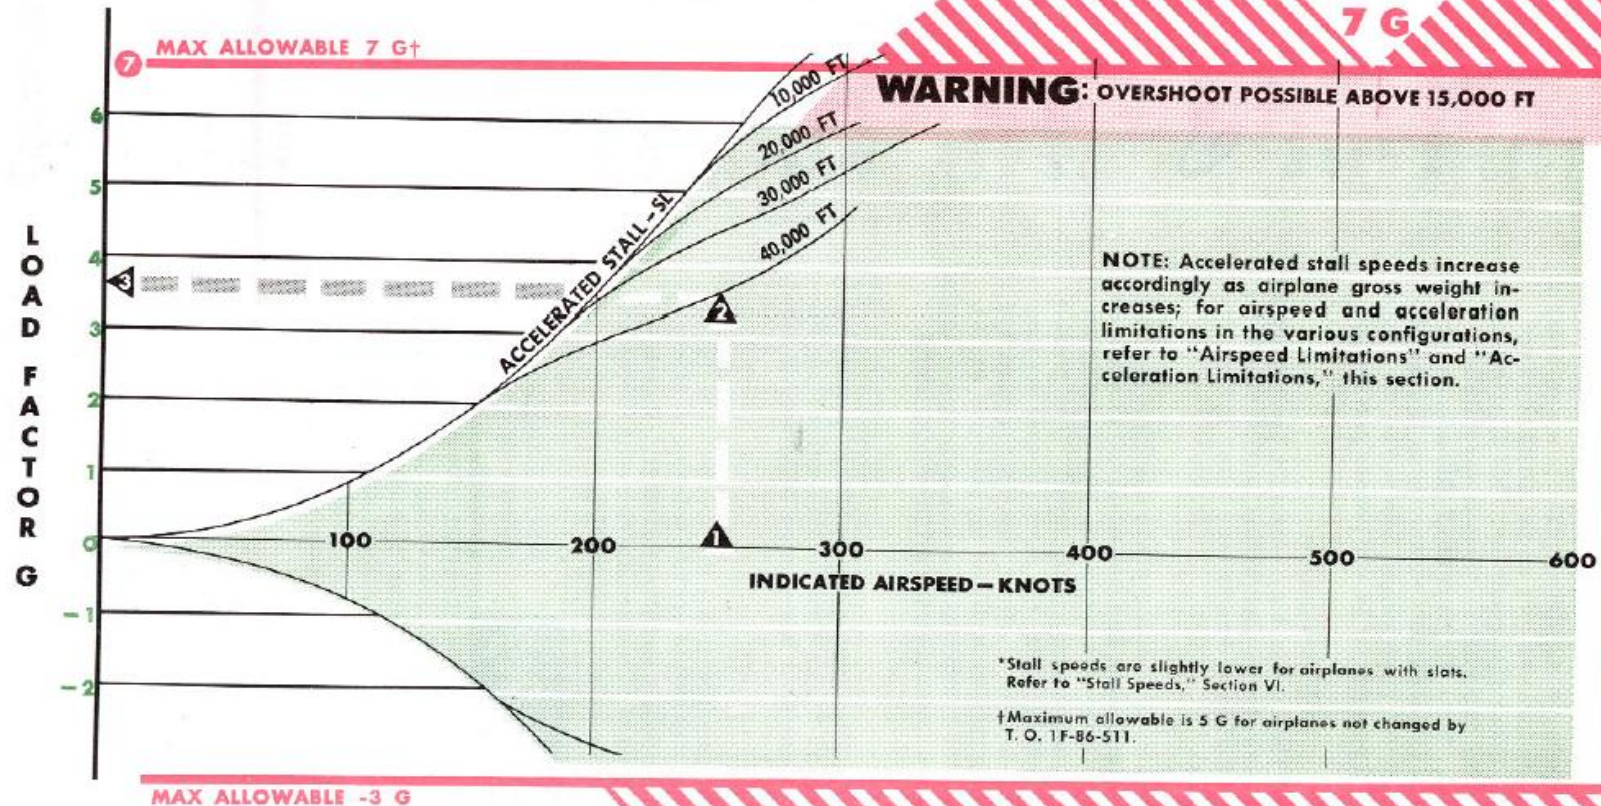 7 G
MAX ALLOWABLE 7 G†
7
WARNING: OVERSHOOT POSSIBLE ABOVE 15,000 FT
10,000 FT
20,000 FT
30,000 FT
40,000 FT
ACCELERATED STALL – SL
6
5
4
3
3
2
1
0
-1
-2
LOAD FACTOR G
2
1
NOTE: Accelerated stall speeds increase
accordingly as airplane gross weight in-
creases; for airspeed and acceleration
limitations in the various configurations,
refer to "Airspeed Limitations" and "Ac-
celeration Limitations," this section.
100
200
300
400
500
600
INDICATED AIRSPEED — KNOTS
*Stall speeds are slightly lower for airplanes with slats.
Refer to "Stall Speeds," Section VI.
†Maximum allowable is 5 G for airplanes not changed by
T. O. 1F-86-511.
MAX ALLOWABLE -3 G